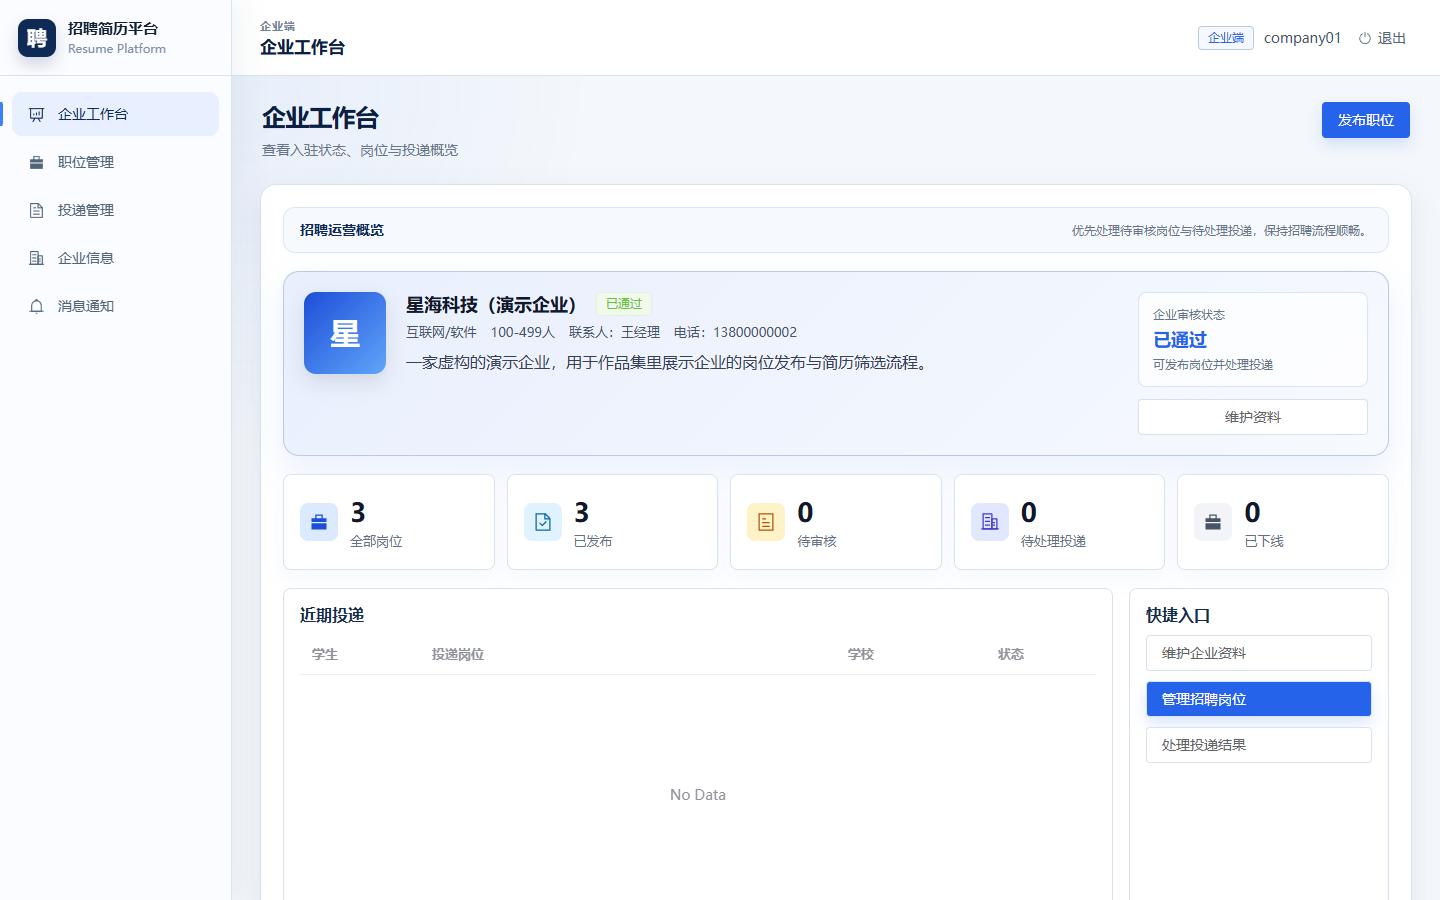 聘
招聘简历平台
Resume Platform
企业端
企业工作台
企业端 company01 退出
企业工作台
职位管理
投递管理
企业信息
消息通知
企业工作台
查看入驻状态、岗位与投递概览
发布职位
招聘运营概览
优先处理待审核岗位与待处理投递，保持招聘流程顺畅。
星
星海科技（演示企业） 已通过
互联网/软件 100-499人 联系人：王经理 电话：13800000002
一家虚构的演示企业，用于作品集里展示企业的岗位发布与简历筛选流程。
企业审核状态
已通过
可发布岗位并处理投递
维护资料
3
全部岗位
3
已发布
0
待审核
0
待处理投递
0
已下线
近期投递
学生 投递岗位 学校 状态
No Data
快捷入口
维护企业资料
管理招聘岗位
处理投递结果